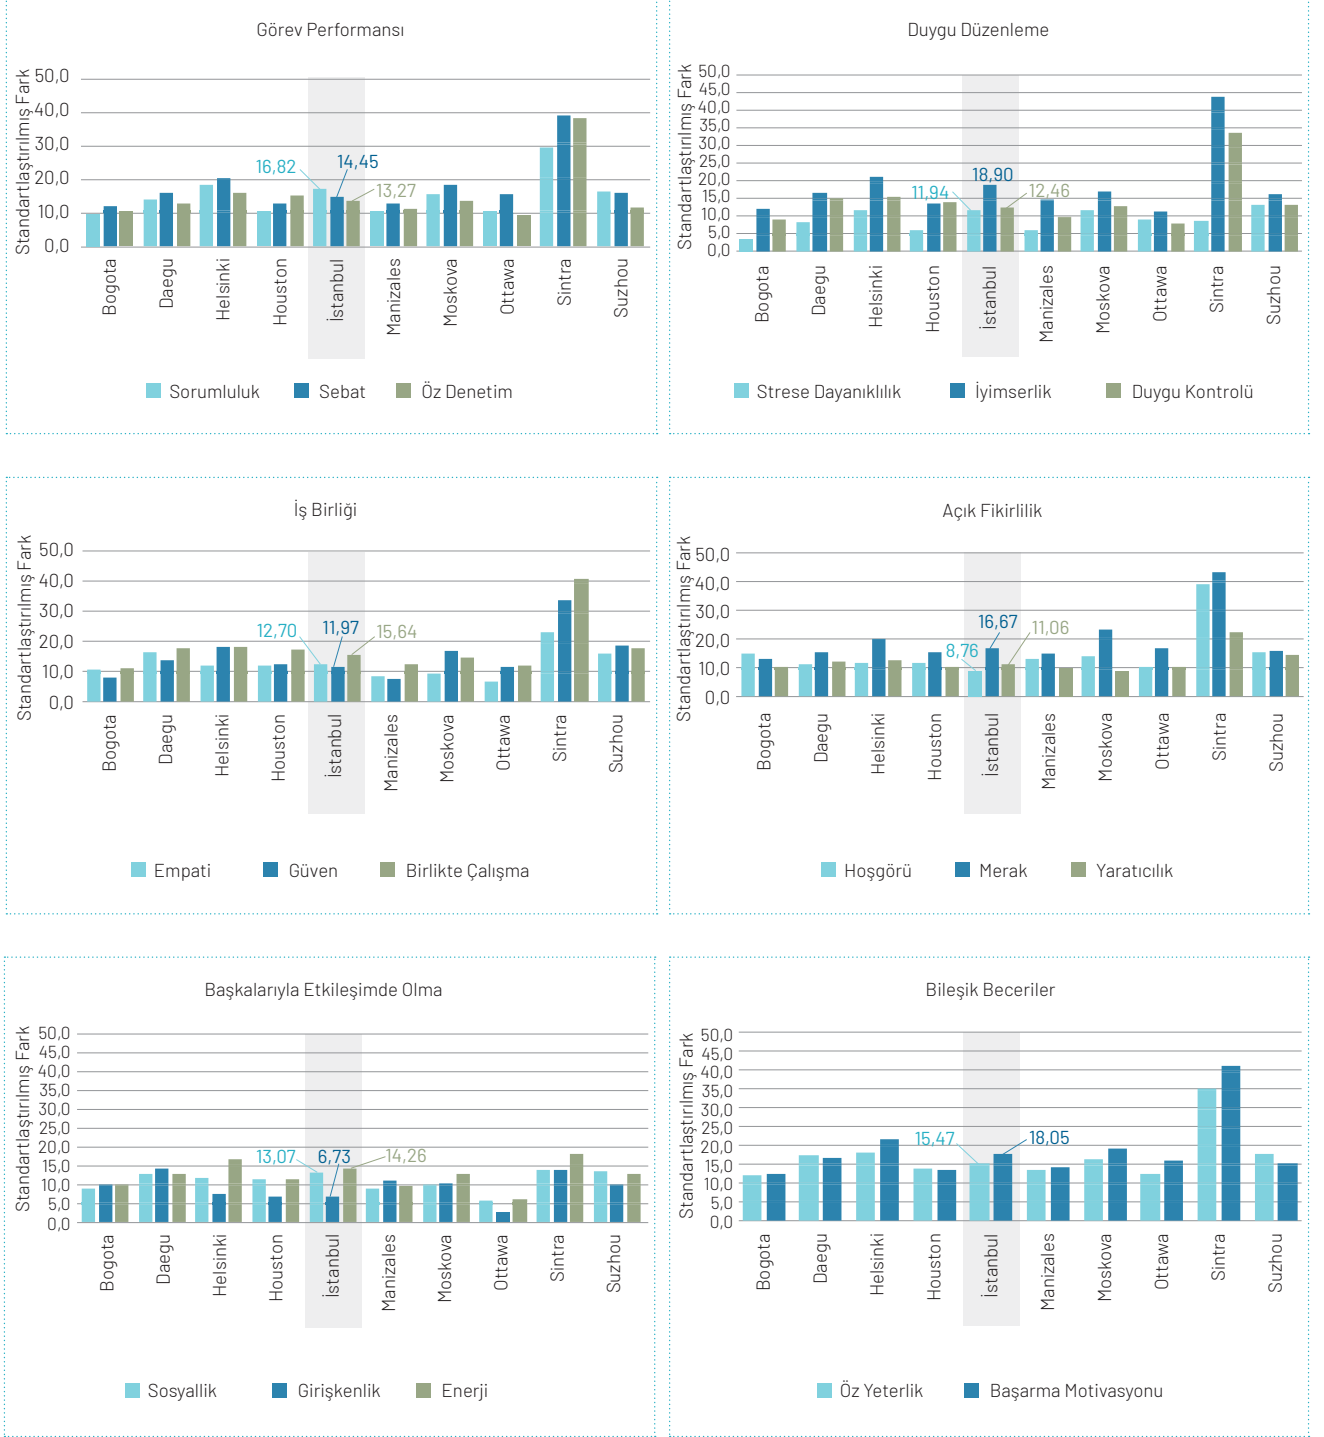 Görev Performansı
Standartlaştırılmış Fark
50,0
40,0
30,0
20,0
10,0
0,0
16,82
14,45
13,27
Bogota
Daegu
Helsinki
Houston
İstanbul
Manizales
Moskova
Ottawa
Sintra
Suzhou
Sorumluluk
Sebat
Öz Denetim
Duygu Düzenleme
Standartlaştırılmış Fark
50,0
45,0
40,0
35,0
30,0
25,0
20,0
15,0
10,0
5,0
0,0
11,94
18,90
12,46
Bogota
Daegu
Helsinki
Houston
İstanbul
Manizales
Moskova
Ottawa
Sintra
Suzhou
Strese Dayanıklılık
İyimserlik
Duygu Kontrolü
İş Birliği
Standartlaştırılmış Fark
50,0
40,0
30,0
20,0
10,0
0,0
12,70
11,97
15,64
Bogota
Daegu
Helsinki
Houston
İstanbul
Manizales
Moskova
Ottawa
Sintra
Suzhou
Empati
Güven
Birlikte Çalışma
Açık Fikirlilik
Standartlaştırılmış Fark
50,0
40,0
30,0
20,0
10,0
0,0
8,76
16,67
11,06
Bogota
Daegu
Helsinki
Houston
İstanbul
Manizales
Moskova
Ottawa
Sintra
Suzhou
Hoşgörü
Merak
Yaratıcılık
Başkalarıyla Etkileşimde Olma
Standartlaştırılmış Fark
50,0
45,0
40,0
35,0
30,0
25,0
20,0
15,0
10,0
5,0
0,0
13,07
6,73
14,26
Bogota
Daegu
Helsinki
Houston
İstanbul
Manizales
Moskova
Ottawa
Sintra
Suzhou
Sosyallik
Girişkenlik
Enerji
Bileşik Beceriler
Standartlaştırılmış Fark
50,0
45,0
40,0
35,0
30,0
25,0
20,0
15,0
10,0
5,0
0,0
15,47
18,05
Bogota
Daegu
Helsinki
Houston
İstanbul
Manizales
Moskova
Ottawa
Sintra
Suzhou
Öz Yeterlik
Başarma Motivasyonu